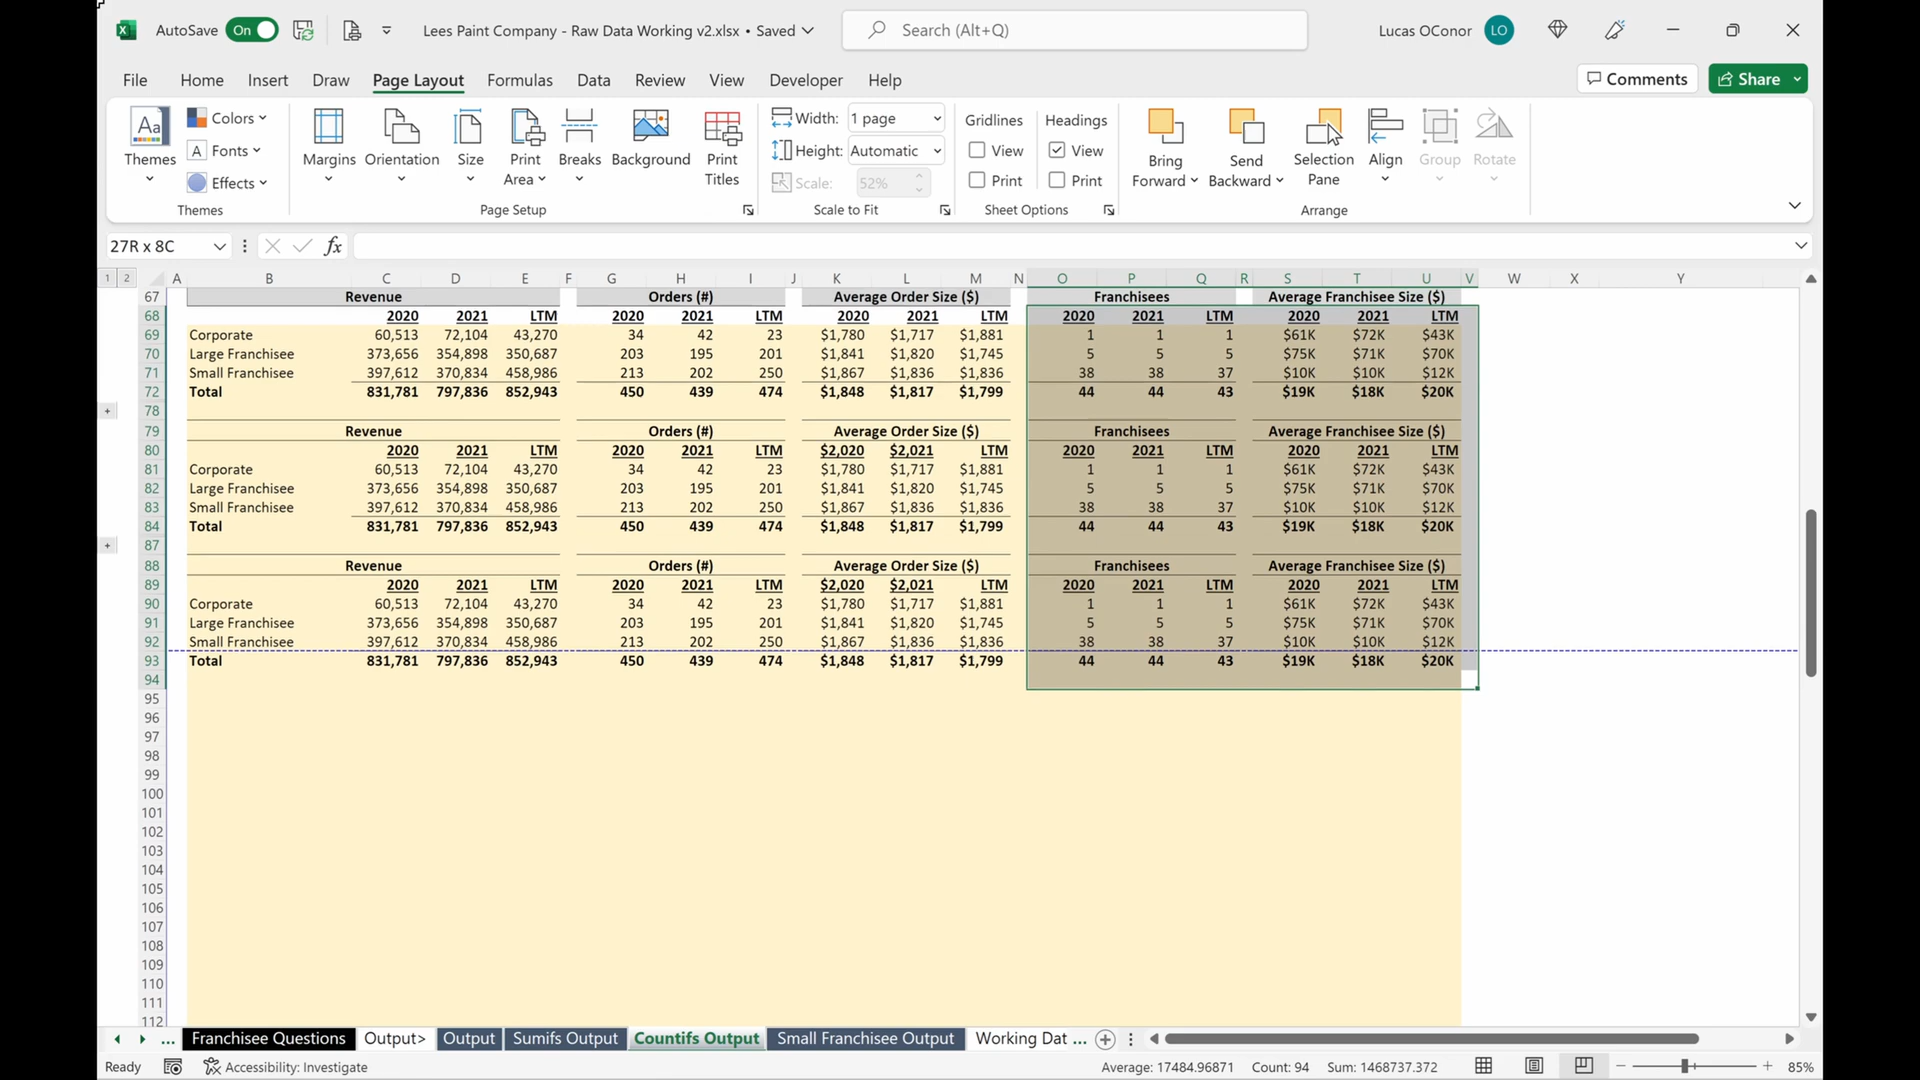 AutoSave On Lees Paint Company - Raw Data Working v2.xlsx • Saved Search (Alt+Q) Lucas OConor LO
File Home Insert Draw Page Layout Formulas Data Review View Developer Help Comments Share
Aa Colors Width: 1 page Gridlines Headings
A Fonts Height: Automatic View View
Themes Margins Orientation Size Print Area Breaks Background Print Titles Effects Scale: 52% Print Print Bring Forward Send Backward Selection Pane Align Group Rotate
Themes Page Setup Scale to Fit Sheet Options Arrange
27R x 8C fx
1 2 A B C D E F G H I J K L M N O P Q R S T U V W X Y
67 Revenue Orders (#) Average Order Size ($) Franchisees Average Franchisee Size ($)
68 2020 2021 LTM 2020 2021 LTM 2020 2021 LTM 2020 2021 LTM 2020 2021 LTM
69 Corporate 60,513 72,104 43,270 34 42 23 $1,780 $1,717 $1,881 1 1 1 $61K $72K $43K
70 Large Franchisee 373,656 354,898 350,687 203 195 201 $1,841 $1,820 $1,745 5 5 5 $75K $71K $70K
71 Small Franchisee 397,612 370,834 458,986 213 202 250 $1,867 $1,836 $1,836 38 38 37 $10K $10K $12K
72 Total 831,781 797,836 852,943 450 439 474 $1,848 $1,817 $1,799 44 44 43 $19K $18K $20K
+ 78
79 Revenue Orders (#) Average Order Size ($) Franchisees Average Franchisee Size ($)
80 2020 2021 LTM 2020 2021 LTM $2,020 $2,021 LTM 2020 2021 LTM 2020 2021 LTM
81 Corporate 60,513 72,104 43,270 34 42 23 $1,780 $1,717 $1,881 1 1 1 $61K $72K $43K
82 Large Franchisee 373,656 354,898 350,687 203 195 201 $1,841 $1,820 $1,745 5 5 5 $75K $71K $70K
83 Small Franchisee 397,612 370,834 458,986 213 202 250 $1,867 $1,836 $1,836 38 38 37 $10K $10K $12K
84 Total 831,781 797,836 852,943 450 439 474 $1,848 $1,817 $1,799 44 44 43 $19K $18K $20K
+ 87
88 Revenue Orders (#) Average Order Size ($) Franchisees Average Franchisee Size ($)
89 2020 2021 LTM 2020 2021 LTM $2,020 $2,021 LTM 2020 2021 LTM 2020 2021 LTM
90 Corporate 60,513 72,104 43,270 34 42 23 $1,780 $1,717 $1,881 1 1 1 $61K $72K $43K
91 Large Franchisee 373,656 354,898 350,687 203 195 201 $1,841 $1,820 $1,745 5 5 5 $75K $71K $70K
92 Small Franchisee 397,612 370,834 458,986 213 202 250 $1,867 $1,836 $1,836 38 38 37 $10K $10K $12K
93 Total 831,781 797,836 852,943 450 439 474 $1,848 $1,817 $1,799 44 44 43 $19K $18K $20K
94
95
96
97
98
99
100
101
102
103
104
105
106
107
108
109
110
111
112
... Franchisee Questions Output> Output Sumifs Output Countifs Output Small Franchisee Output Working Dat ...
Ready Accessibility: Investigate Average: 17484.96871 Count: 94 Sum: 1468737.372 85%